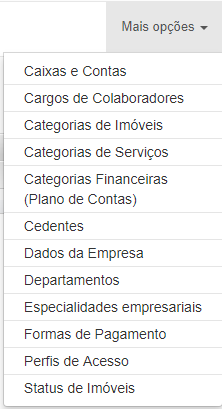 Mais opções
Caixas e Contas
Cargos de Colaboradores
Categorias de Imóveis
Categorias de Serviços
Categorias Financeiras
(Plano de Contas)
Cedentes
Dados da Empresa
Departamentos
Especialidades empresariais
Formas de Pagamento
Perfis de Acesso
Status de Imóveis